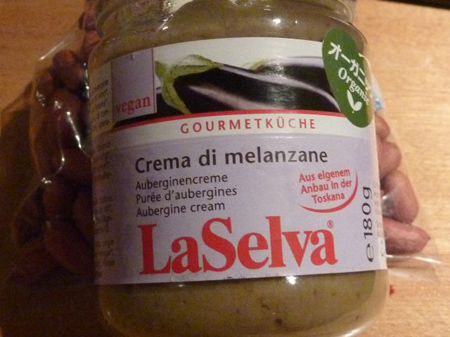 vegan
オーガニック
Organic
GOURMETKÜCHE
Crema di melanzane
Auberginencreme
Purée d'aubergines
Aubergine cream
Aus eigenem
Anbau in der
Toskana
LaSelva®
℮ 180g